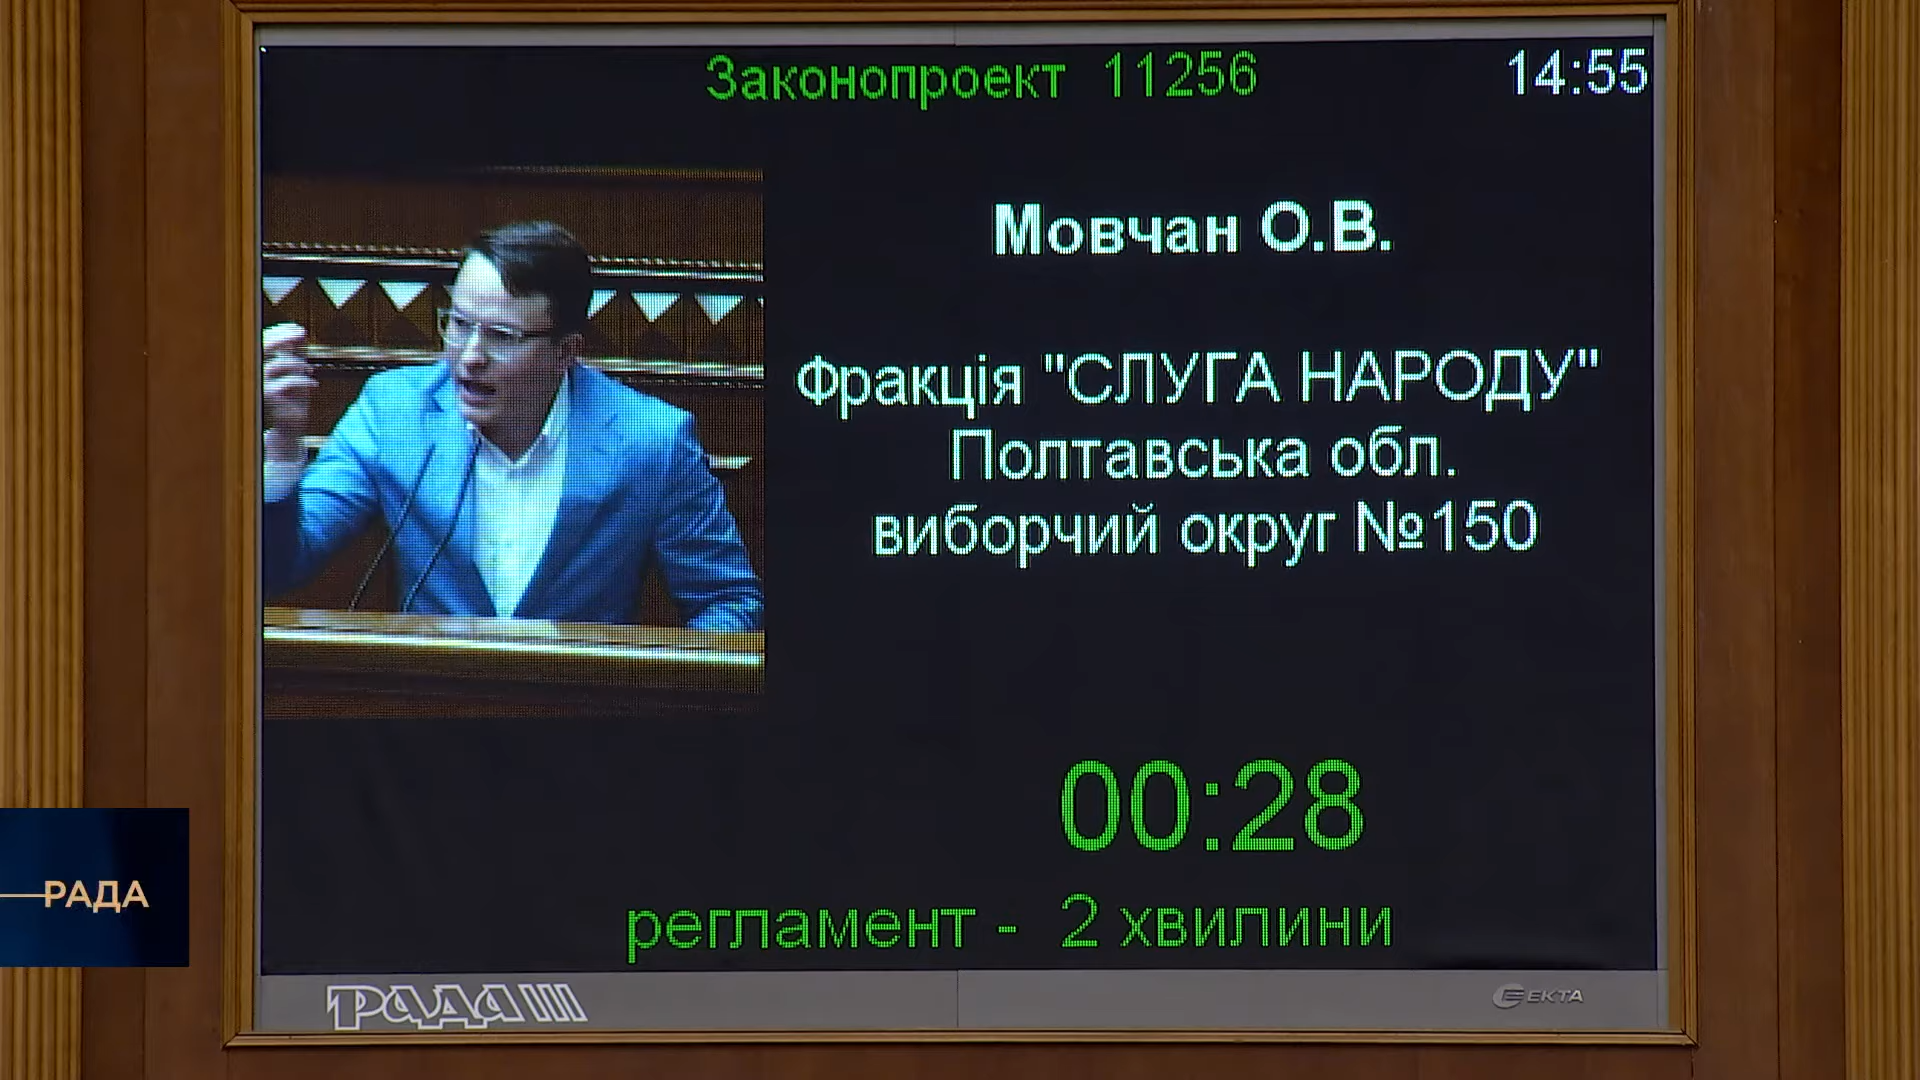 Законопроект 11256
14:55
Мовчан О.В.
Фракція "СЛУГА НАРОДУ"
Полтавська обл.
виборчий округ №150
00:28
регламент - 2 хвилини
РАДА
РАДА III
ЕКТА